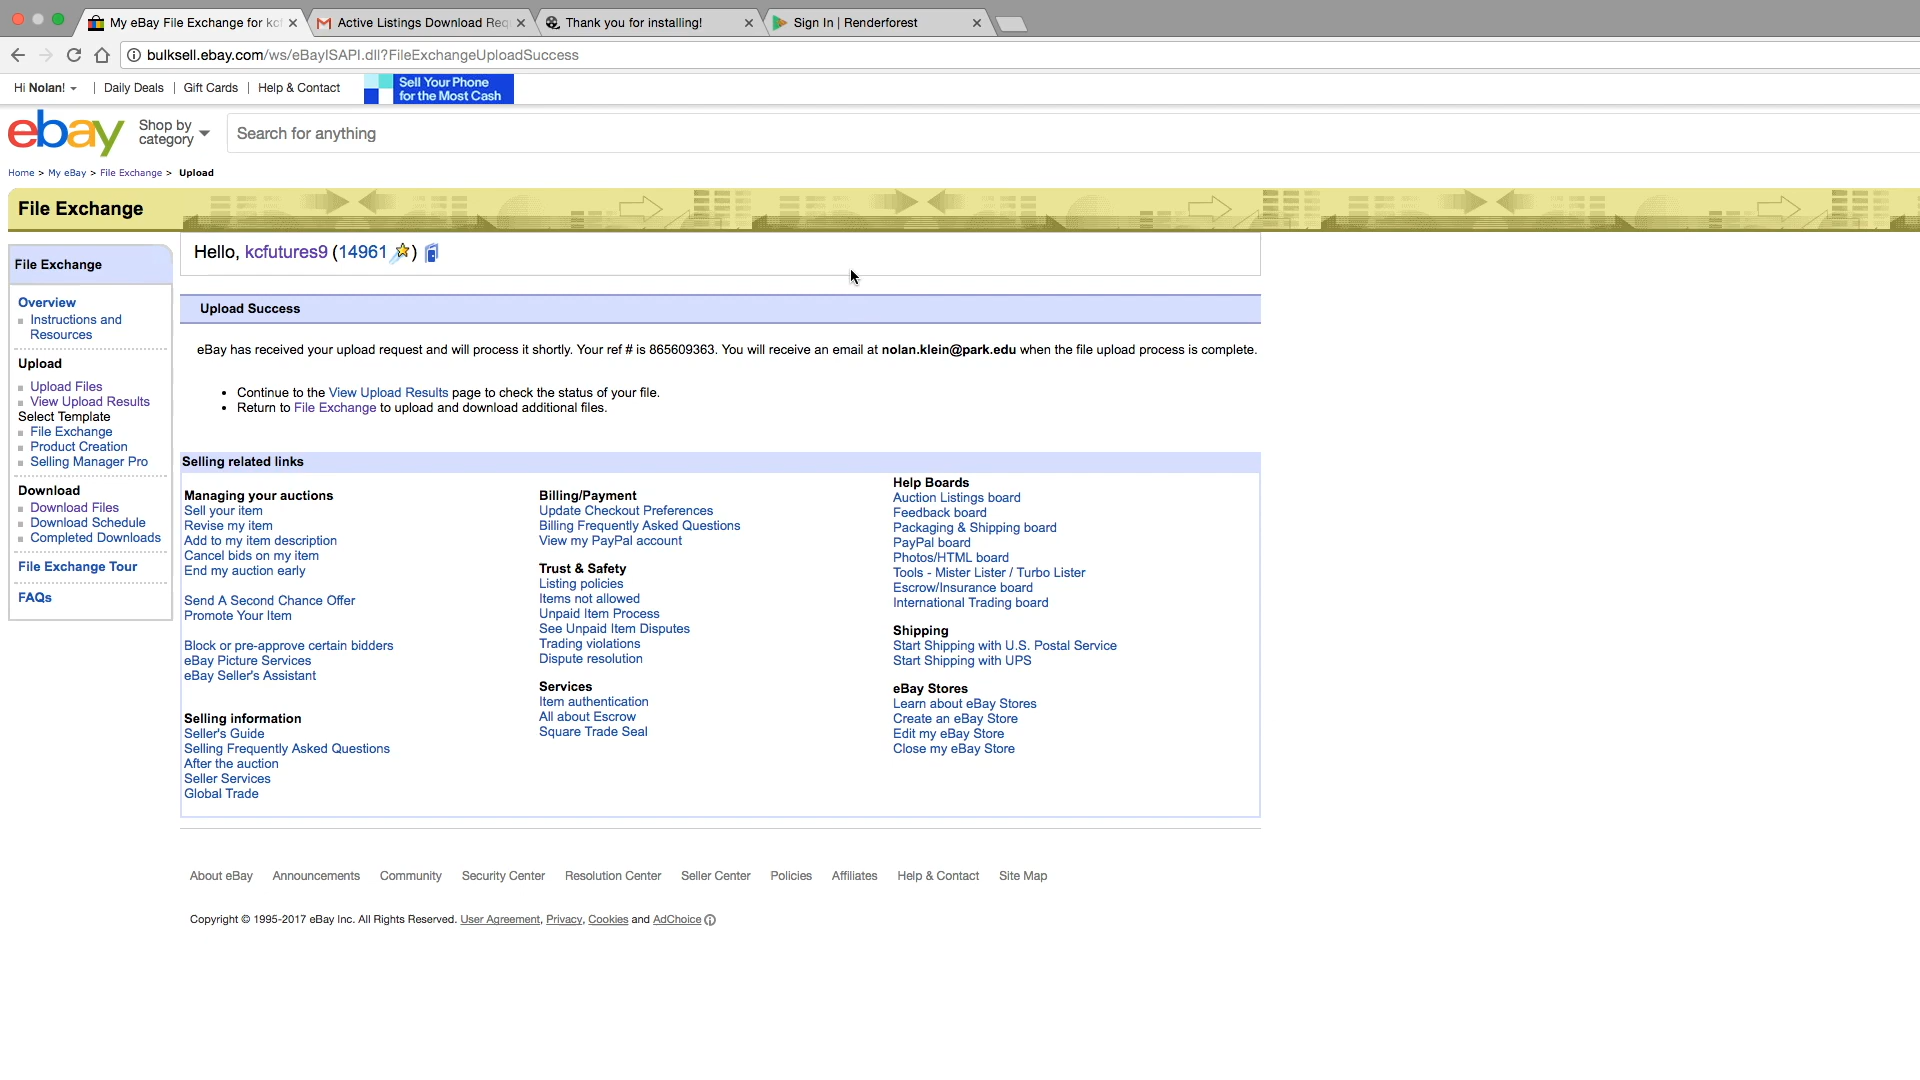 My eBay File Exchange for kc
Active Listings Download Req
Thank you for installing!
Sign In | Renderforest
bulksell.ebay.com/ws/eBayISAPI.dll?FileExchangeUploadSuccess
Hi Nolan!
Daily Deals
Gift Cards
Help & Contact
Sell Your Phone
for the Most Cash
ebay
Shop by
category
Search for anything
Home > My eBay > File Exchange > Upload
File Exchange
Hello, kcfutures9 (14961)
File Exchange
Overview
Instructions and
Resources
Upload
Upload Files
View Upload Results
Select Template
File Exchange
Product Creation
Selling Manager Pro
Download
Download Files
Download Schedule
Completed Downloads
File Exchange Tour
FAQs
Upload Success
eBay has received your upload request and will process it shortly. Your ref # is 865609363. You will receive an email at nolan.klein@park.edu when the file upload process is complete.
• Continue to the View Upload Results page to check the status of your file.
• Return to File Exchange to upload and download additional files.
Selling related links
Managing your auctions
Sell your item
Revise my item
Add to my item description
Cancel bids on my item
End my auction early
Send A Second Chance Offer
Promote Your Item
Block or pre-approve certain bidders
eBay Picture Services
eBay Seller's Assistant
Selling information
Seller's Guide
Selling Frequently Asked Questions
After the auction
Seller Services
Global Trade
Billing/Payment
Update Checkout Preferences
Billing Frequently Asked Questions
View my PayPal account
Trust & Safety
Listing policies
Items not allowed
Unpaid Item Process
See Unpaid Item Disputes
Trading violations
Dispute resolution
Services
Item authentication
All about Escrow
Square Trade Seal
Help Boards
Auction Listings board
Feedback board
Packaging & Shipping board
PayPal board
Photos/HTML board
Tools - Mister Lister / Turbo Lister
Escrow/Insurance board
International Trading board
Shipping
Start Shipping with U.S. Postal Service
Start Shipping with UPS
eBay Stores
Learn about eBay Stores
Create an eBay Store
Edit my eBay Store
Close my eBay Store
About eBay
Announcements
Community
Security Center
Resolution Center
Seller Center
Policies
Affiliates
Help & Contact
Site Map
Copyright © 1995-2017 eBay Inc. All Rights Reserved. User Agreement, Privacy, Cookies and AdChoice